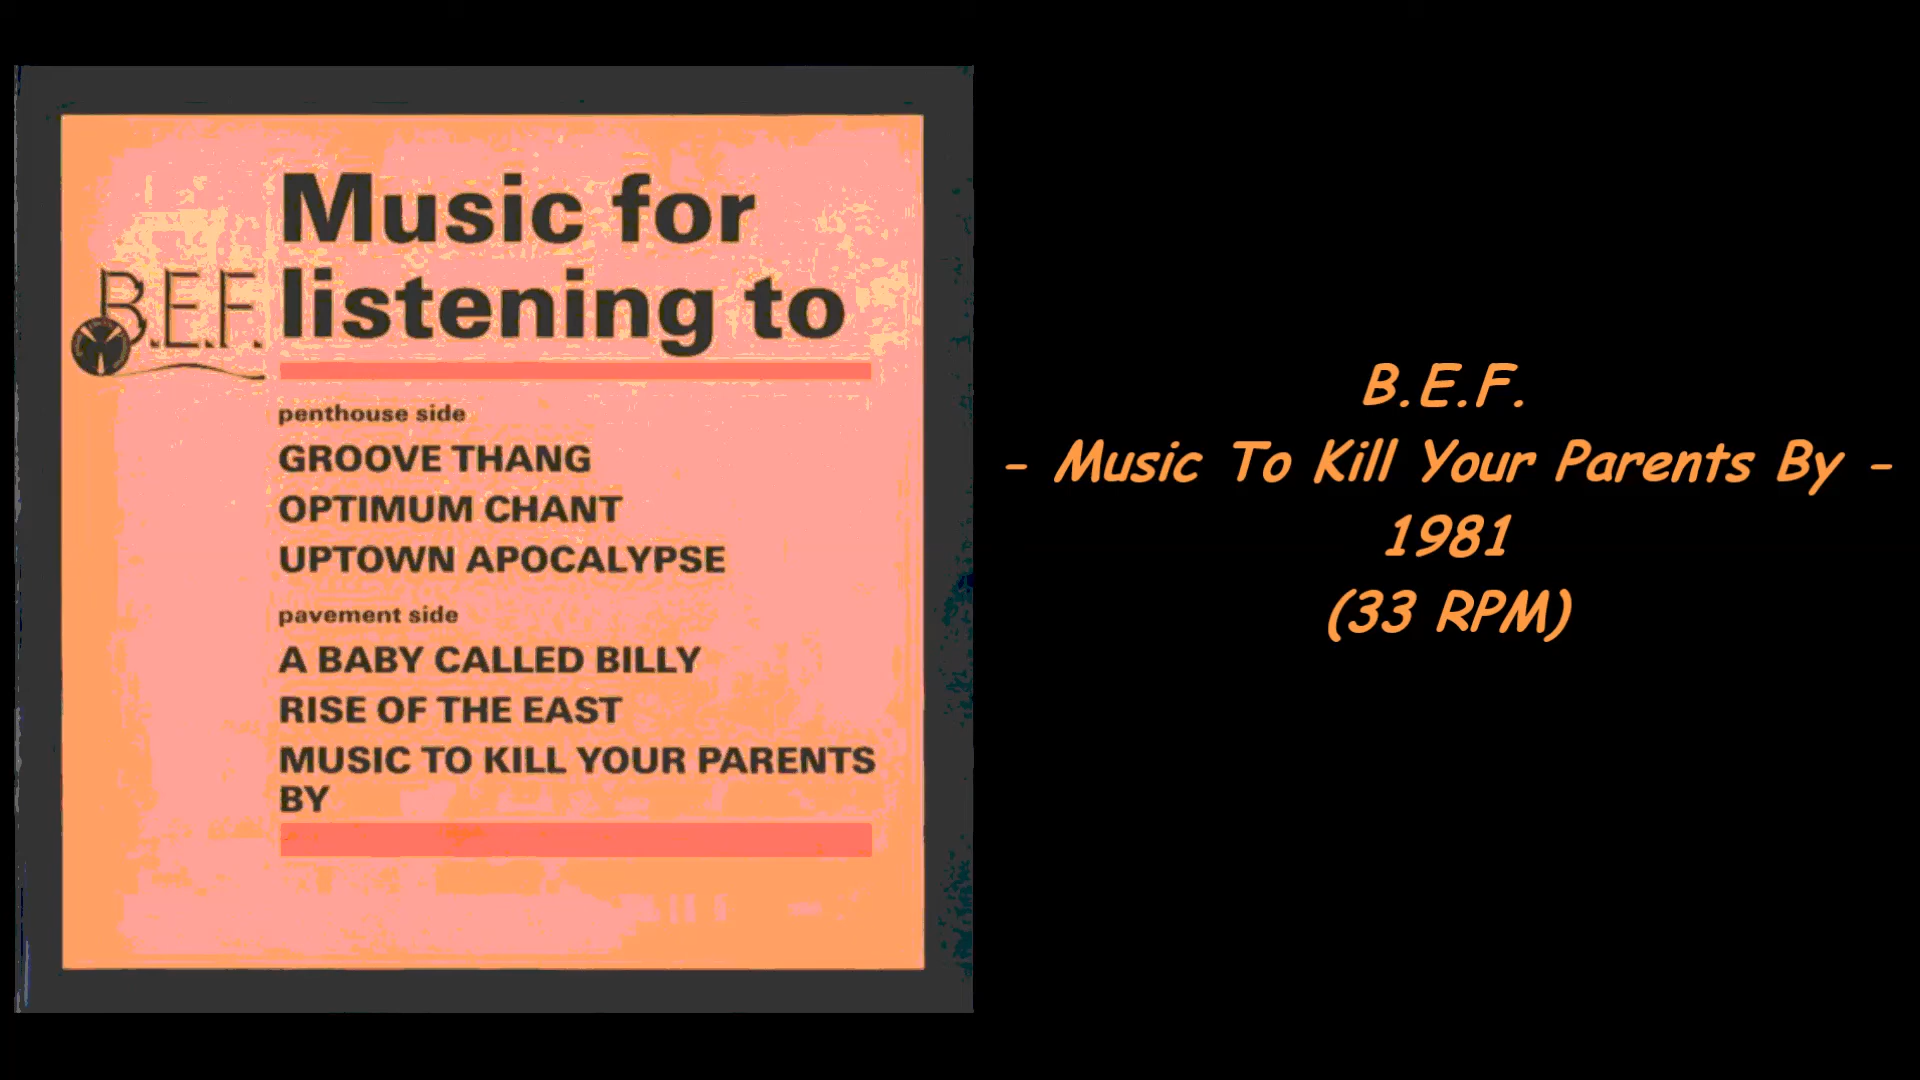 Music for
listening to
B.E.F.
penthouse side
GROOVE THANG
OPTIMUM CHANT
UPTOWN APOCALYPSE
pavement side
A BABY CALLED BILLY
RISE OF THE EAST
MUSIC TO KILL YOUR PARENTS
BY
B.E.F.
- Music To Kill Your Parents By -
1981
(33 RPM)